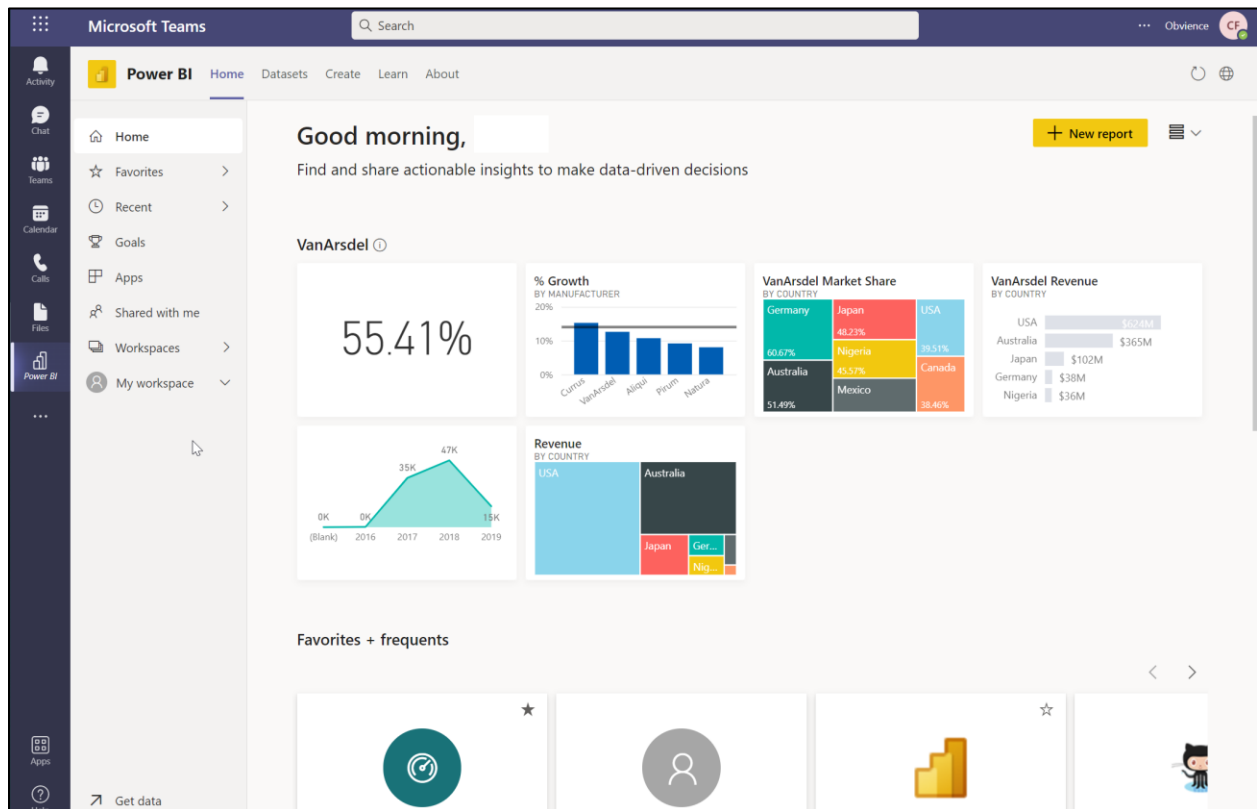 Microsoft Teams
Search
Obvience
CF
Activity
Chat
Teams
Calendar
Calls
Files
Power BI
Apps
Power BI Home Datasets Create Learn About
Home
Favorites
Recent
Goals
Apps
Shared with me
Workspaces
My workspace
Get data
Good morning,
+ New report
Find and share actionable insights to make data-driven decisions
VanArsdel
55.41%
% Growth
BY MANUFACTURER
20%
10%
0%
Currus VanArsdel Aliqui Pirum Natura
VanArsdel Market Share
BY COUNTRY
Germany
60.67%
Australia
51.49%
Japan
48.23%
Nigeria
45.57%
Mexico
USA
39.51%
Canada
38.46%
VanArsdel Revenue
BY COUNTRY
USA $624M
Australia $365M
Japan $102M
Germany $38M
Nigeria $36M
0K 0K 35K 47K 15K
(Blank) 2016 2017 2018 2019
Revenue
BY COUNTRY
USA
Australia
Japan
Ger...
Nig...
Favorites + frequents